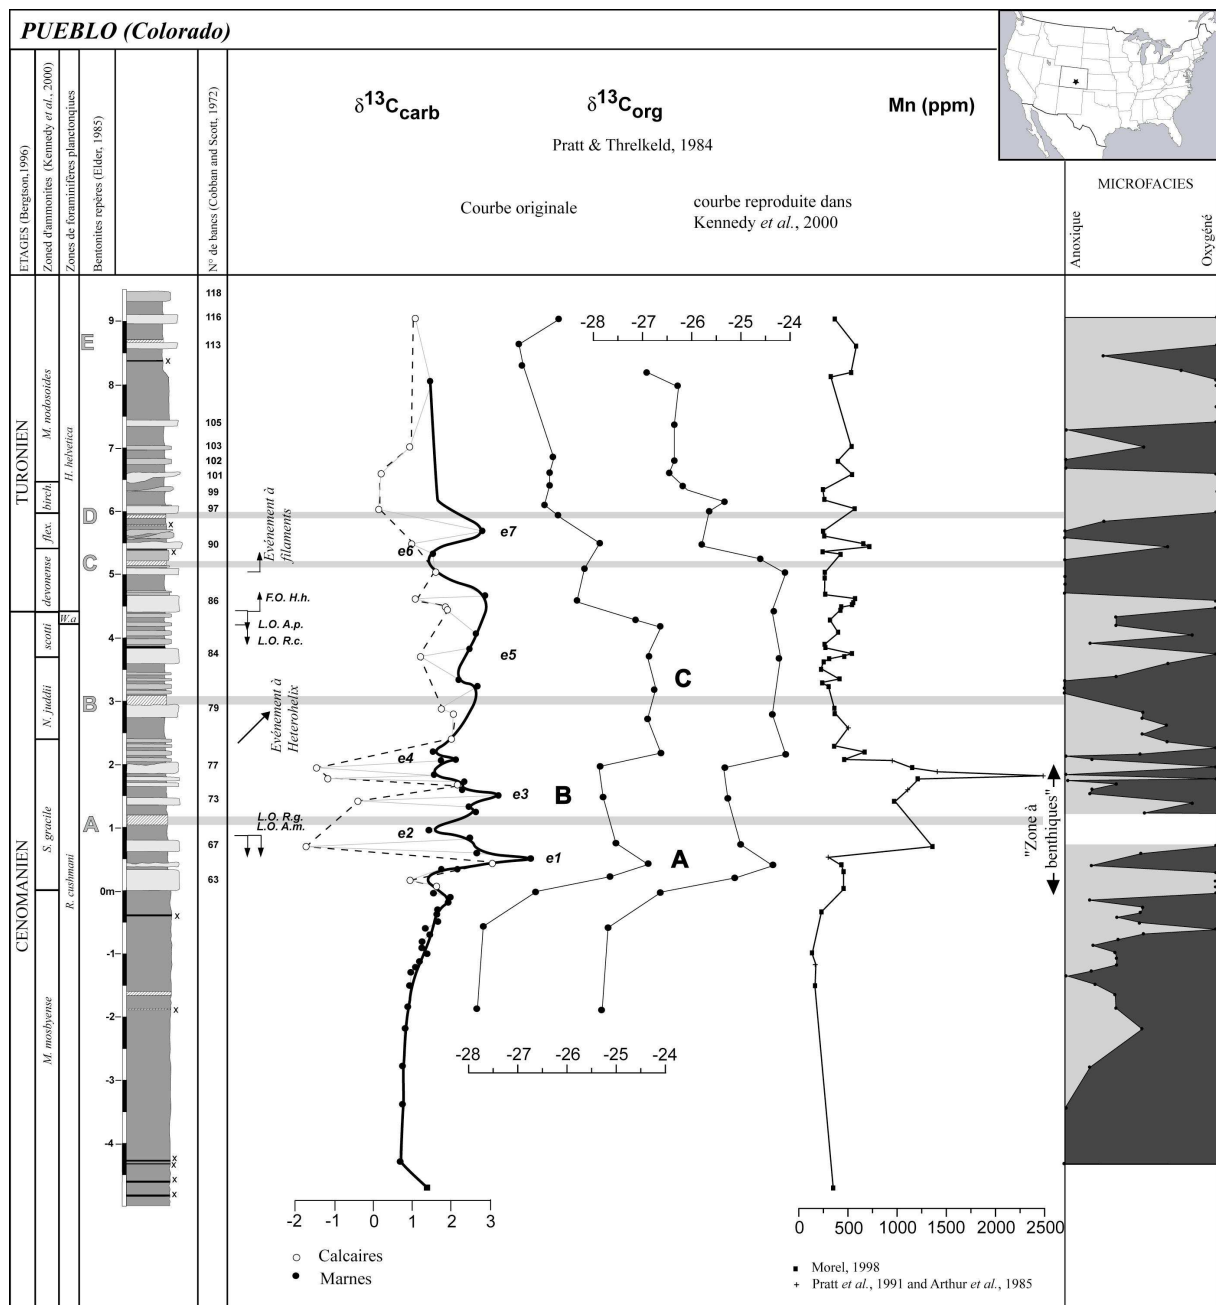 PUEBLO (Colorado)
ETAGES (Bergtson,1996)
Zoned d'ammonites (Kennedy et al., 2000)
Zones de foraminifères planctonqiues
Bentonites repères (Elder, 1985)
N° de bancs (Cobban and Scott, 1972)
δ13Ccarb
δ13Corg
Mn (ppm)
Pratt & Threlkeld, 1984
Courbe originale
courbe reproduite dans
Kennedy et al., 2000
MICROFACIES
Anoxique
Oxygéné
TURONIEN
CENOMANIEN
M. nodosoides
birch.
flex.
devonense
scotti
N. juddii
S. gracile
M. mosbyense
H. helvetica
W.a
R. cushmani
E
D
C
B
A
9
8
7
6
5
4
3
2
1
0m
-1
-2
-3
-4
x
x
x
x
x
x
x
x
x
118
116
113
105
103
102
101
99
97
90
86
84
79
77
73
67
63
Evénement à
filaments
F.O. H.h.
L.O. A.p.
L.O. R.c.
Evénement à
Heterohelix
L.O. R.g.
L.O. A.m.
e7
e6
e5
e4
e3
e2
e1
C
B
A
-28 -27 -26 -25 -24
-28 -27 -26 -25 -24
"Zone à
benthiques"
-2 -1 0 1 2 3
Calcaires
Marnes
0 500 1000 1500 2000 2500
Morel, 1998
Pratt et al., 1991 and Arthur et al., 1985